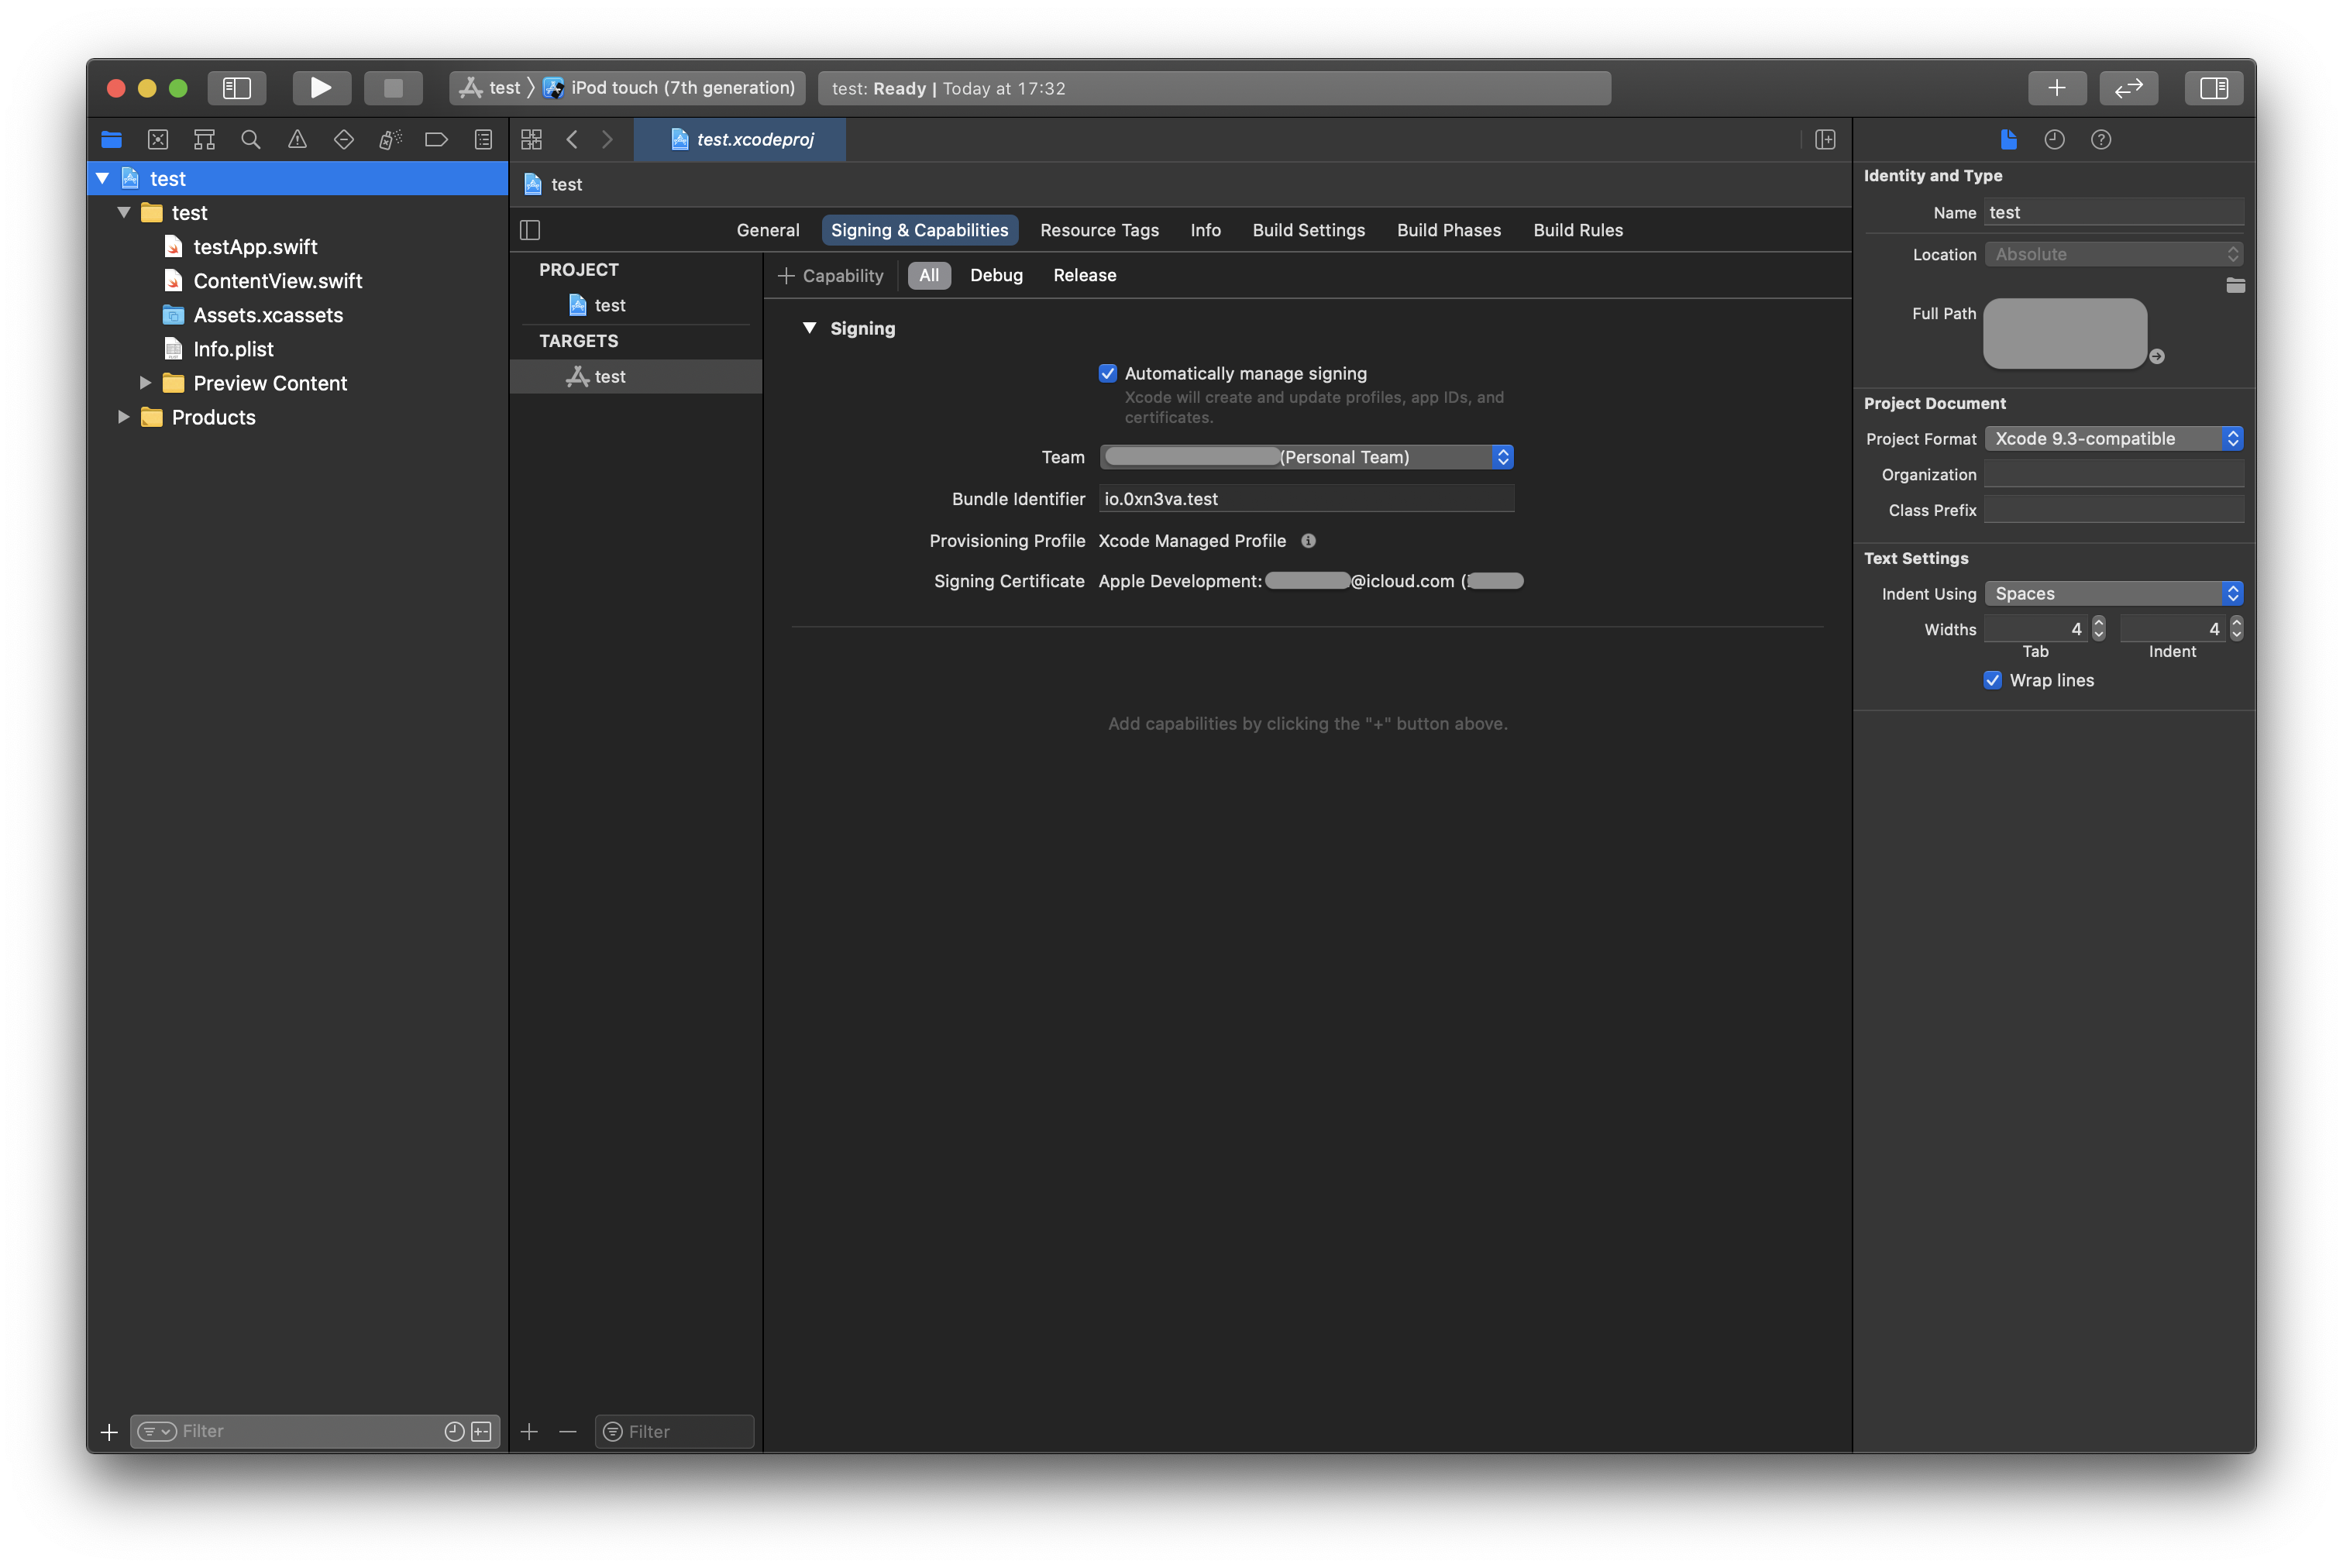 test 〉 iPod touch (7th generation)
test: Ready | Today at 17:32
test
test
testApp.swift
ContentView.swift
Assets.xcassets
Info.plist
Preview Content
Products
Filter
test.xcodeproj
test
General Signing & Capabilities Resource Tags Info Build Settings Build Phases Build Rules
PROJECT
test
TARGETS
test
Filter
+ Capability All Debug Release
Signing
Automatically manage signing
Xcode will create and update profiles, app IDs, and
certificates.
Team (Personal Team)
Bundle Identifier io.0xn3va.test
Provisioning Profile Xcode Managed Profile
Signing Certificate Apple Development: @icloud.com (
Add capabilities by clicking the "+" button above.
Identity and Type
Name test
Location Absolute
Full Path
Project Document
Project Format Xcode 9.3-compatible
Organization
Class Prefix
Text Settings
Indent Using Spaces
Widths 4 4
Tab Indent
Wrap lines